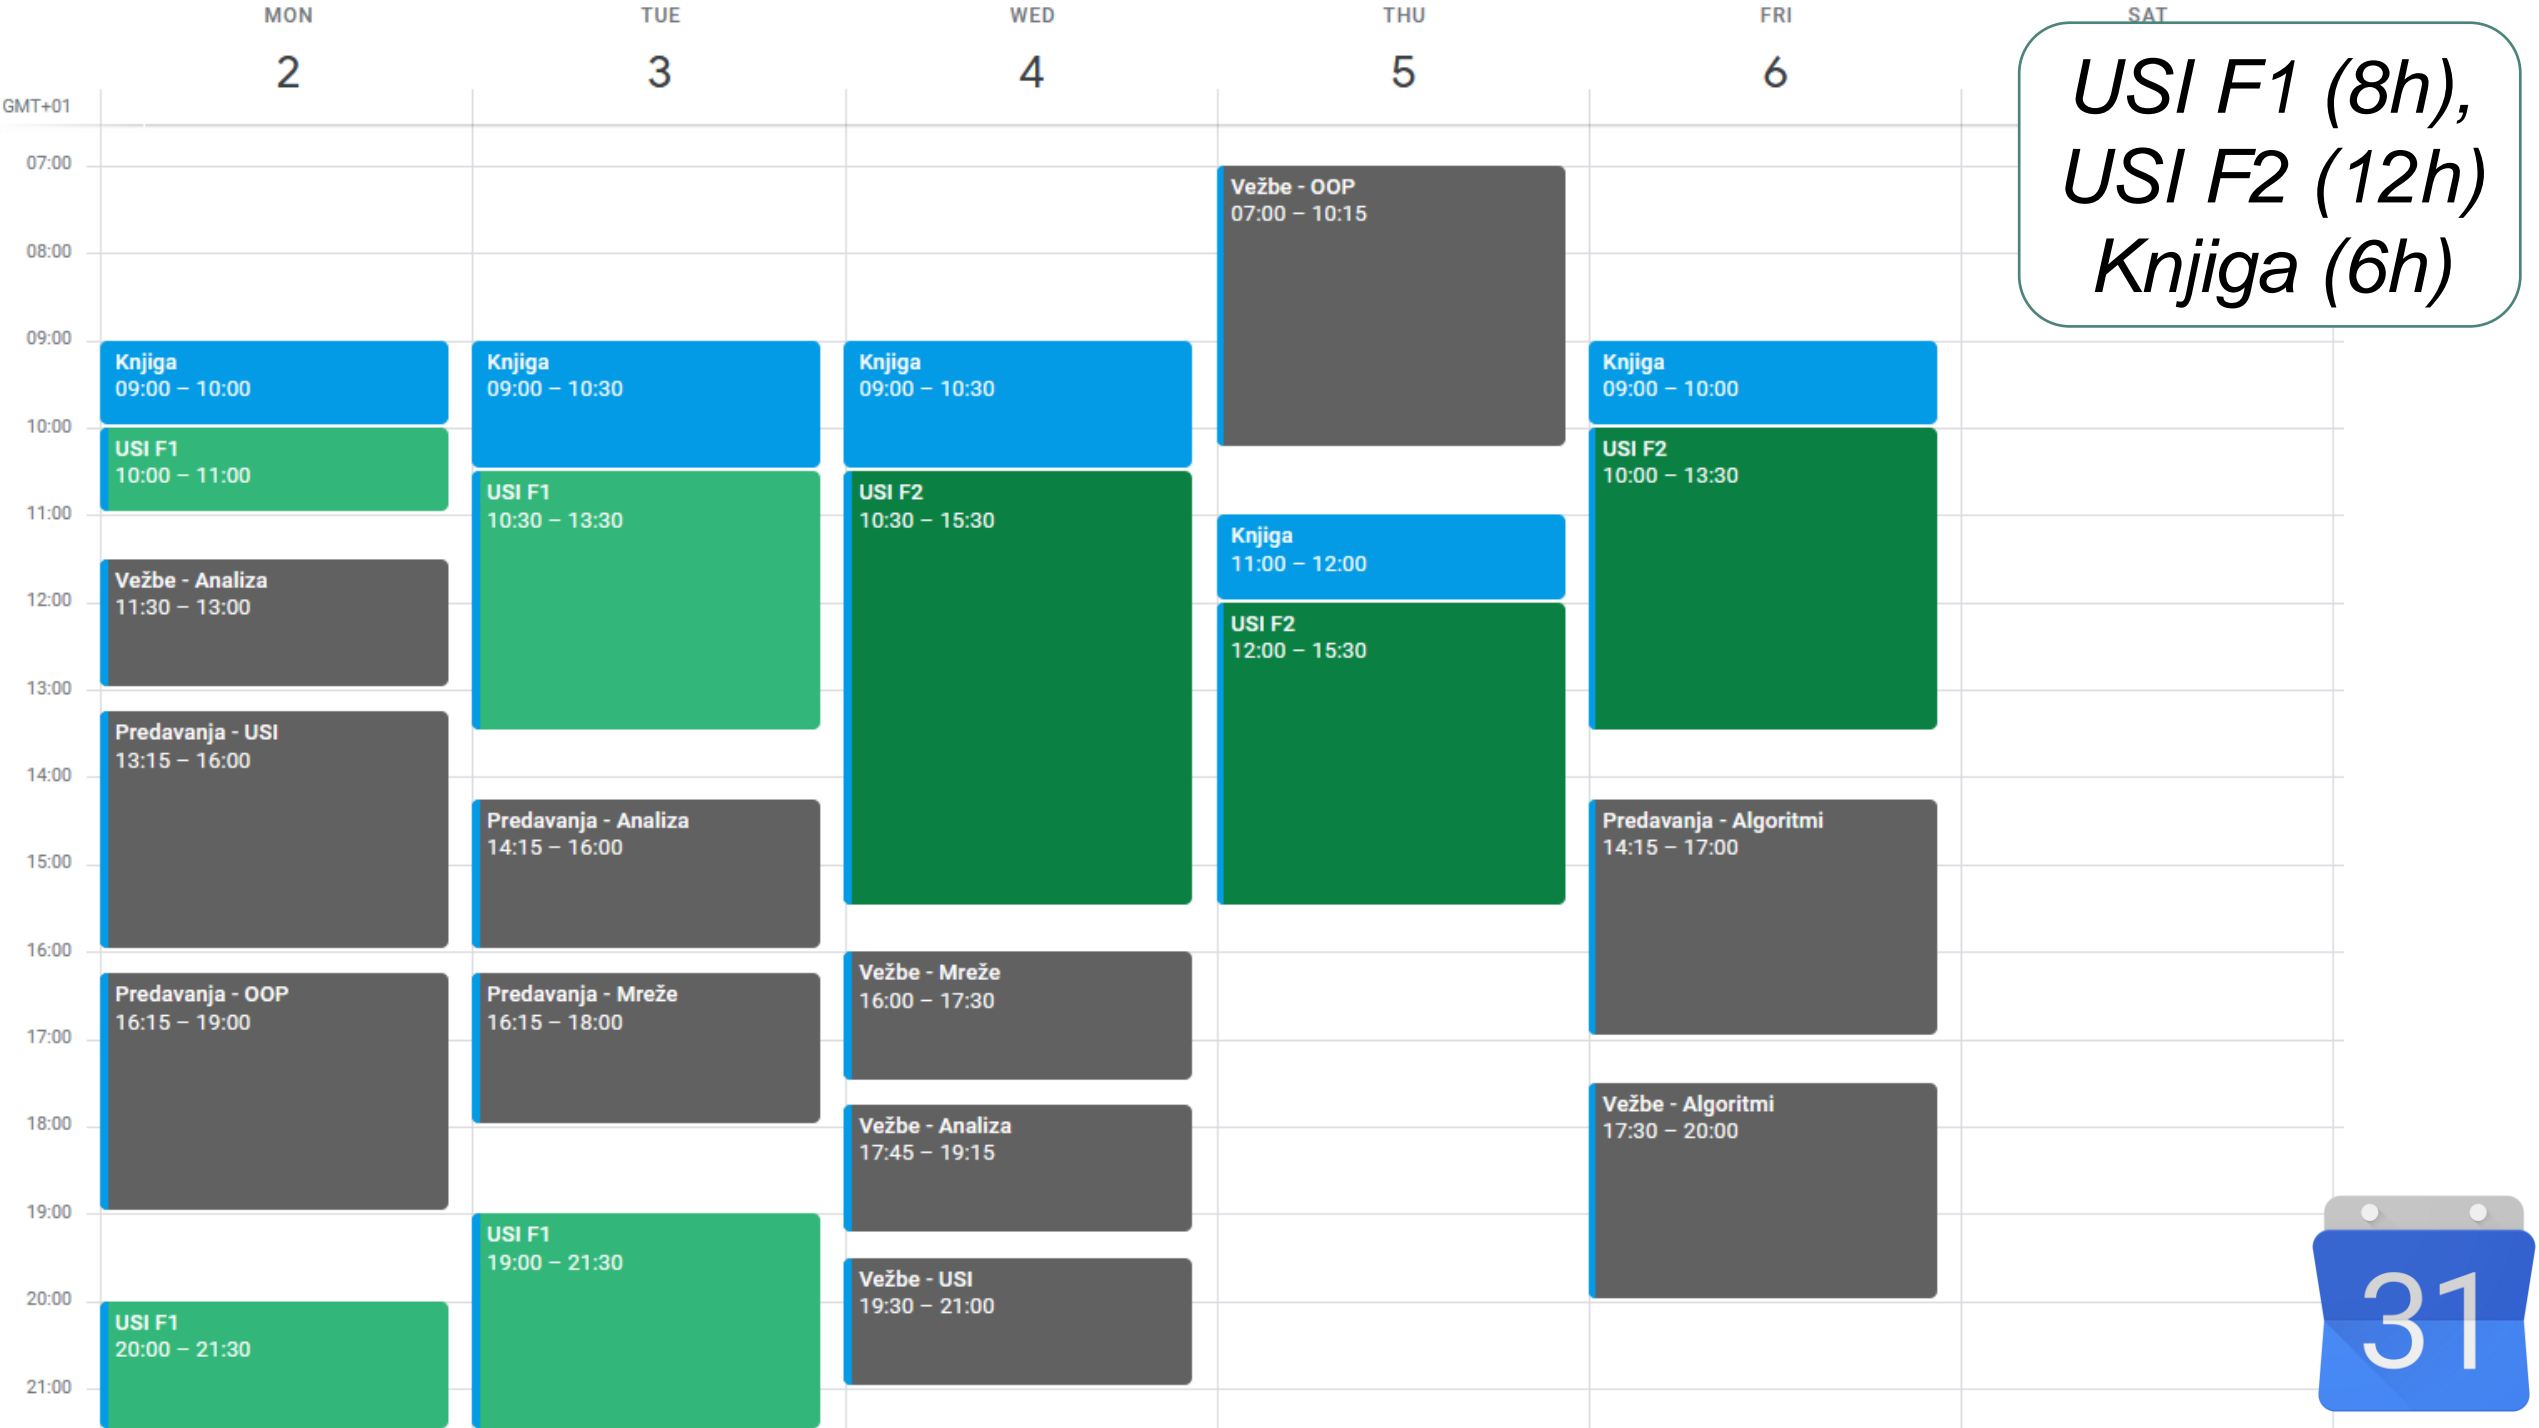 MON
TUE
WED
THU
FRI
SAT
2
3
4
5
6
GMT+01
USI F1 (8h),
USI F2 (12h)
Knjiga (6h)
07:00
08:00
09:00
10:00
11:00
12:00
13:00
14:00
15:00
16:00
17:00
18:00
19:00
20:00
21:00
Knjiga
09:00 – 10:00
USI F1
10:00 – 11:00
Vežbe - Analiza
11:30 – 13:00
Predavanja - USI
13:15 – 16:00
Predavanja - OOP
16:15 – 19:00
USI F1
20:00 – 21:30
Knjiga
09:00 – 10:30
USI F1
10:30 – 13:30
Predavanja - Analiza
14:15 – 16:00
Predavanja - Mreže
16:15 – 18:00
USI F1
19:00 – 21:30
Knjiga
09:00 – 10:30
USI F2
10:30 – 15:30
Vežbe - Mreže
16:00 – 17:30
Vežbe - Analiza
17:45 – 19:15
Vežbe - USI
19:30 – 21:00
Vežbe - OOP
07:00 – 10:15
Knjiga
11:00 – 12:00
USI F2
12:00 – 15:30
Knjiga
09:00 – 10:00
USI F2
10:00 – 13:30
Predavanja - Algoritmi
14:15 – 17:00
Vežbe - Algoritmi
17:30 – 20:00
31